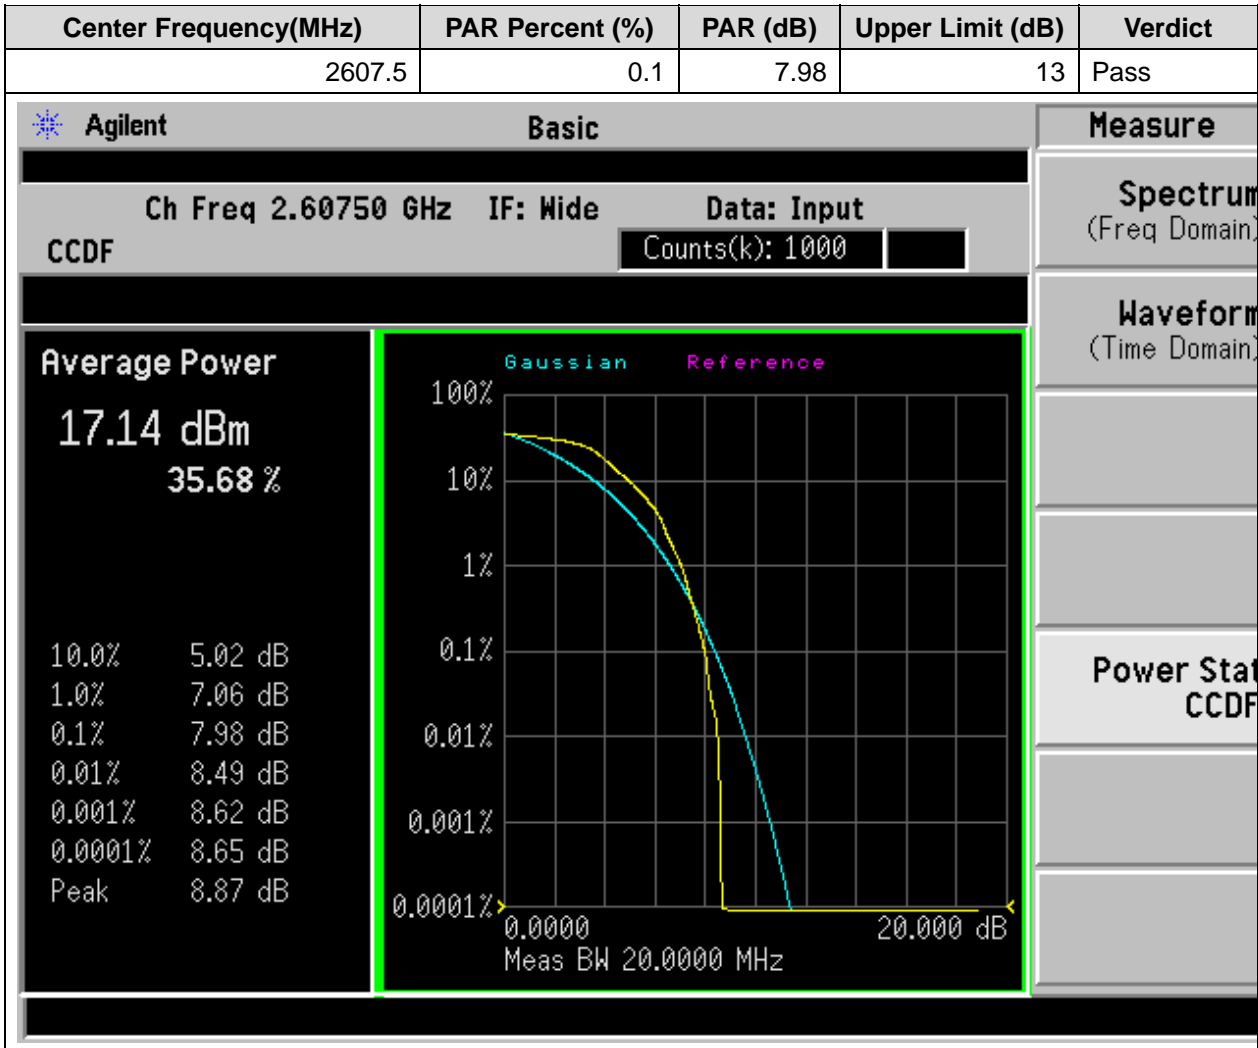 Center Frequency(MHz) PAR Percent (%) PAR (dB) Upper Limit (dB) Verdict
2607.5 0.1 7.98 13 Pass
Agilent Basic Measure
Ch Freq 2.60750 GHz IF: Wide Data: Input
CCDF Counts(k): 1000
Spectrum
(Freq Domain)
Waveform
(Time Domain)
Power Stat
CCDF
Average Power
17.14 dBm
35.68 %
10.0% 5.02 dB
1.0% 7.06 dB
0.1% 7.98 dB
0.01% 8.49 dB
0.001% 8.62 dB
0.0001% 8.65 dB
Peak 8.87 dB
Gaussian Reference
100%
10%
1%
0.1%
0.01%
0.001%
0.0001%
0.0000 20.000 dB
Meas BW 20.0000 MHz